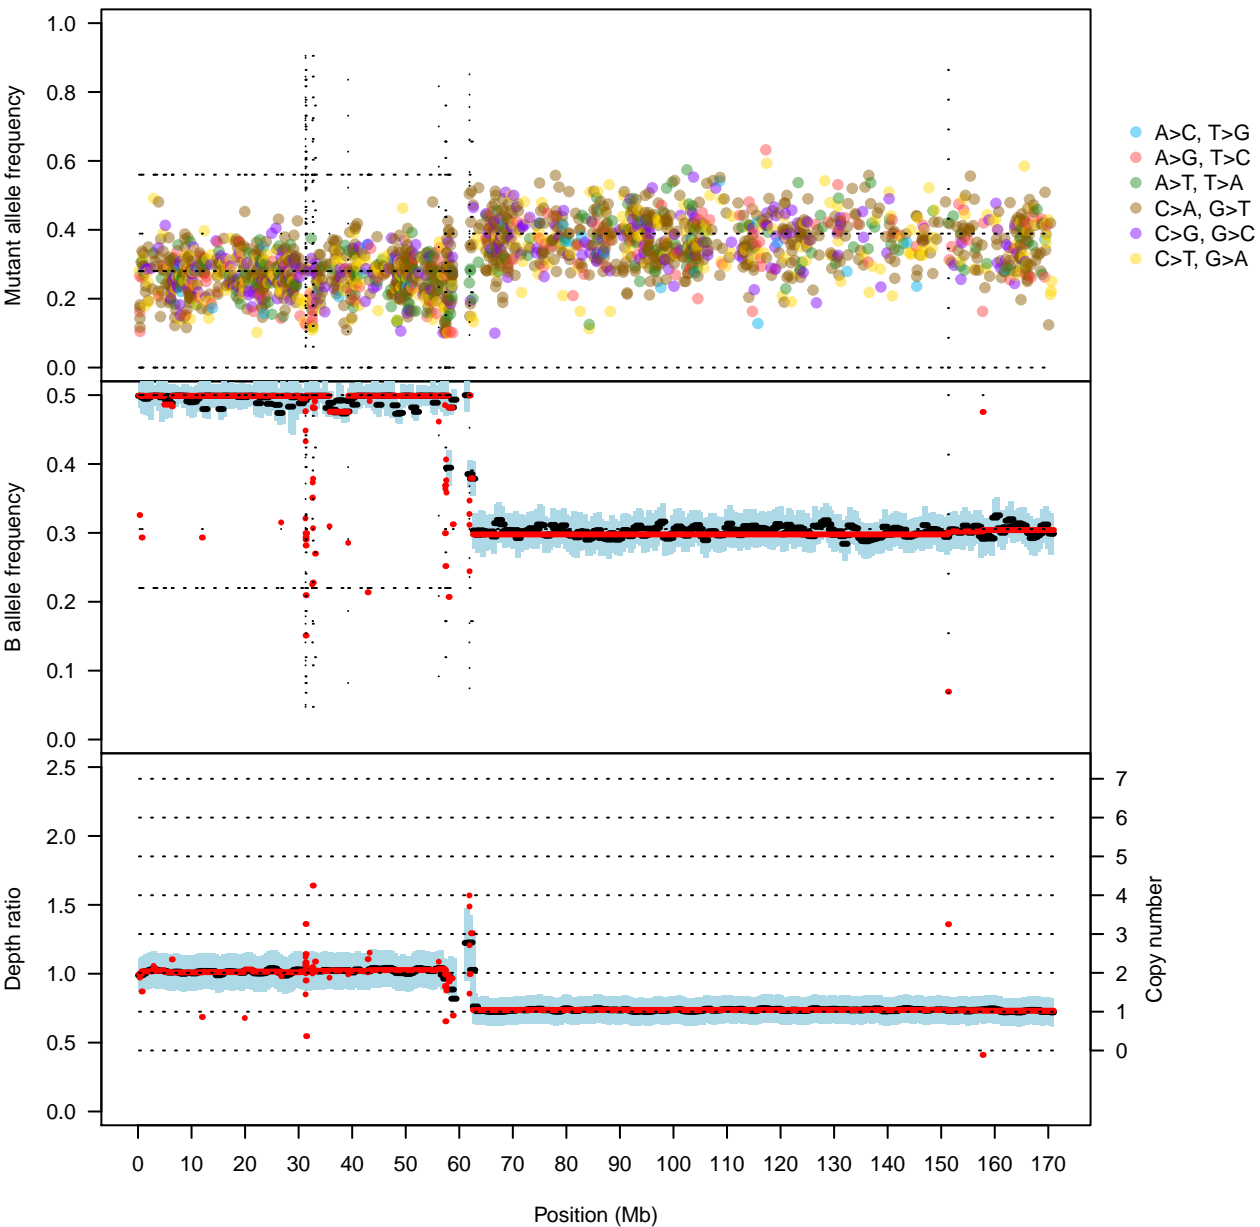 1.0
0.8
0.6
0.4
0.2
0.0
Mutant allele frequency
A>C, T>G
A>G, T>C
A>T, T>A
C>A, G>T
C>G, G>C
C>T, G>A
0.5
0.4
0.3
0.2
0.1
0.0
B allele frequency
2.5
2.0
1.5
1.0
0.5
0.0
Depth ratio
7
6
5
4
3
2
1
0
Copy number
0 10 20 30 40 50 60 70 80 90 100 110 120 130 140 150 160 170
Position (Mb)